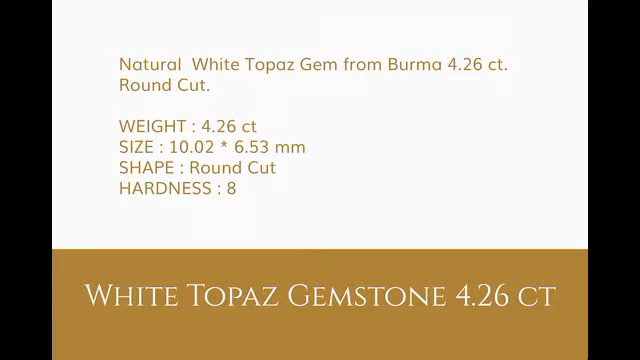 Natural  White Topaz Gem from Burma 4.26 ct.
Round Cut.
WEIGHT : 4.26 ct
SIZE : 10.02 * 6.53 mm
SHAPE : Round Cut
HARDNESS : 8
White Topaz Gemstone 4.26 ct